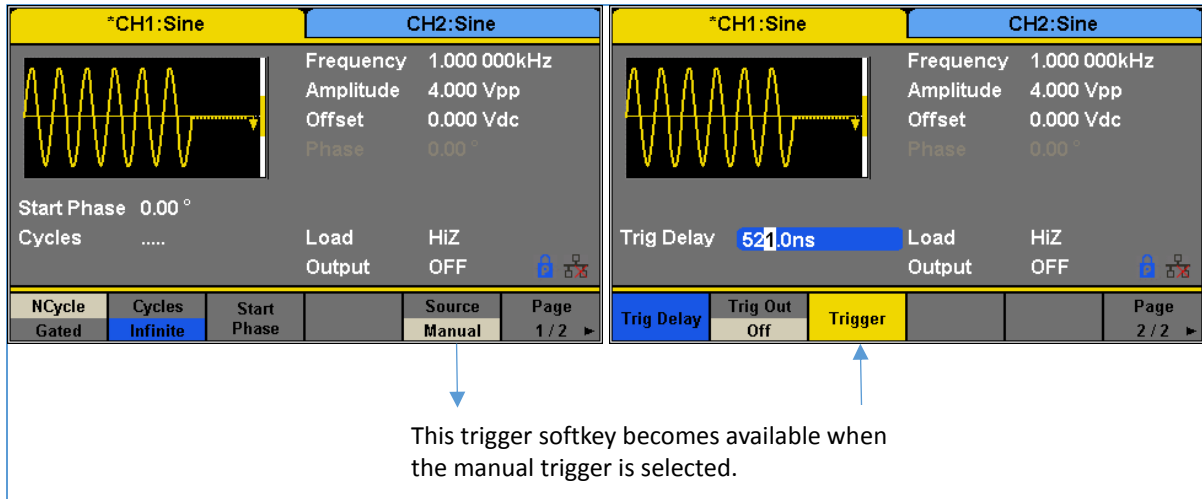 *CH1:Sine
CH2:Sine
Frequency 1.000 000kHz
Amplitude 4.000 Vpp
Offset 0.000 Vdc
Phase 0.00 °
Start Phase 0.00 °
Cycles .....
Load HiZ
Output OFF
P
NCycle
Gated
Cycles
Infinite
Start
Phase
Source
Manual
Page
1 / 2 ►
*CH1:Sine
CH2:Sine
Frequency 1.000 000kHz
Amplitude 4.000 Vpp
Offset 0.000 Vdc
Phase 0.00 °
Trig Delay 521.0ns
Load HiZ
Output OFF
P
Trig Delay
Trig Out
Off
Trigger
Page
2 / 2 ►
This trigger softkey becomes available when
the manual trigger is selected.